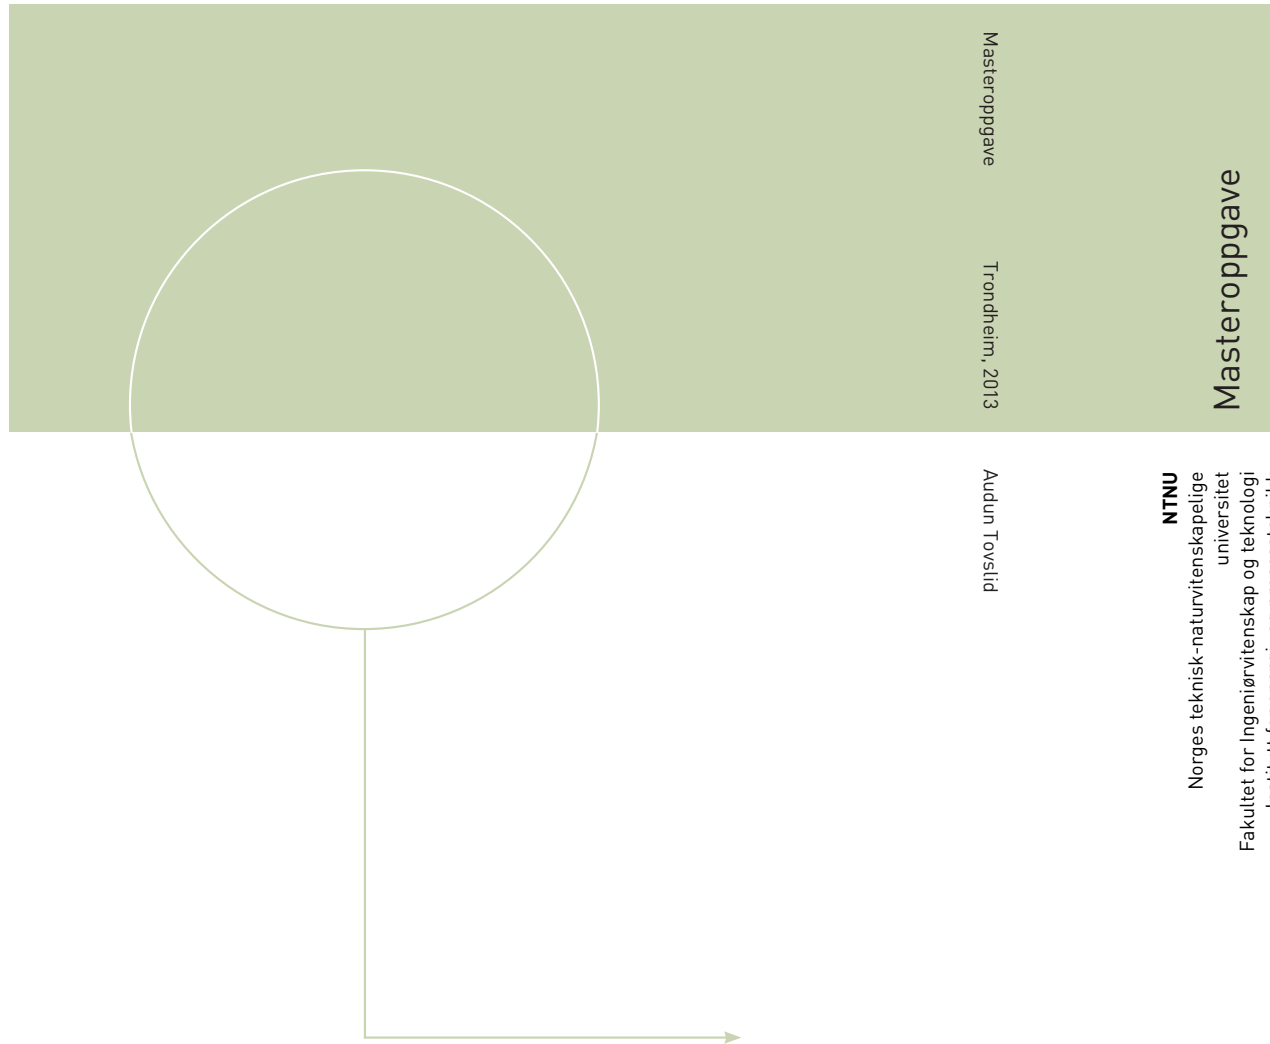 Masteroppgave
Trondheim, 2013
Audun Tovslid
Masteroppgave
NTNU
Norges teknisk-naturvitenskapelige
universitet
Fakultet for Ingeniørvitenskap og teknologi